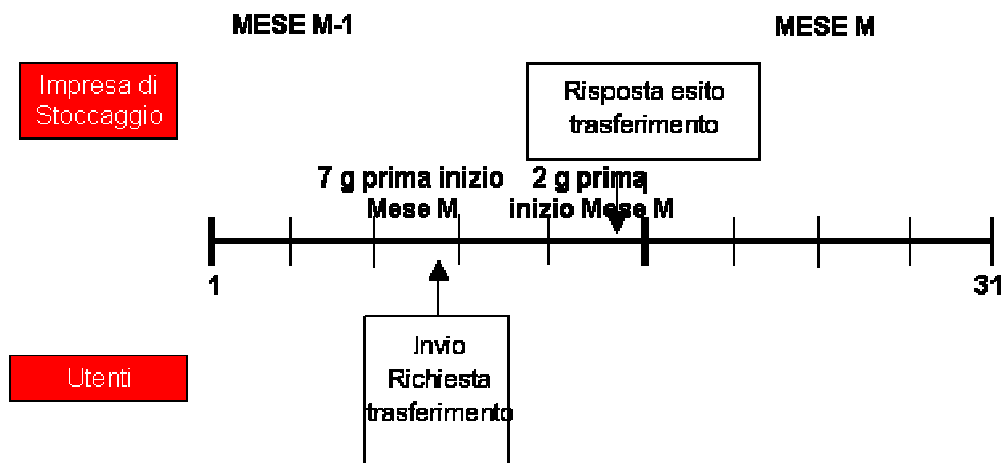 MESE M-1
MESE M
Impresa di
Stoccaggio
Risposta esito
trasferimento
7 g prima inizio
Mese M
2 g prima
inizio Mese M
1
31
Invio
Richiesta
trasferimento
Utenti